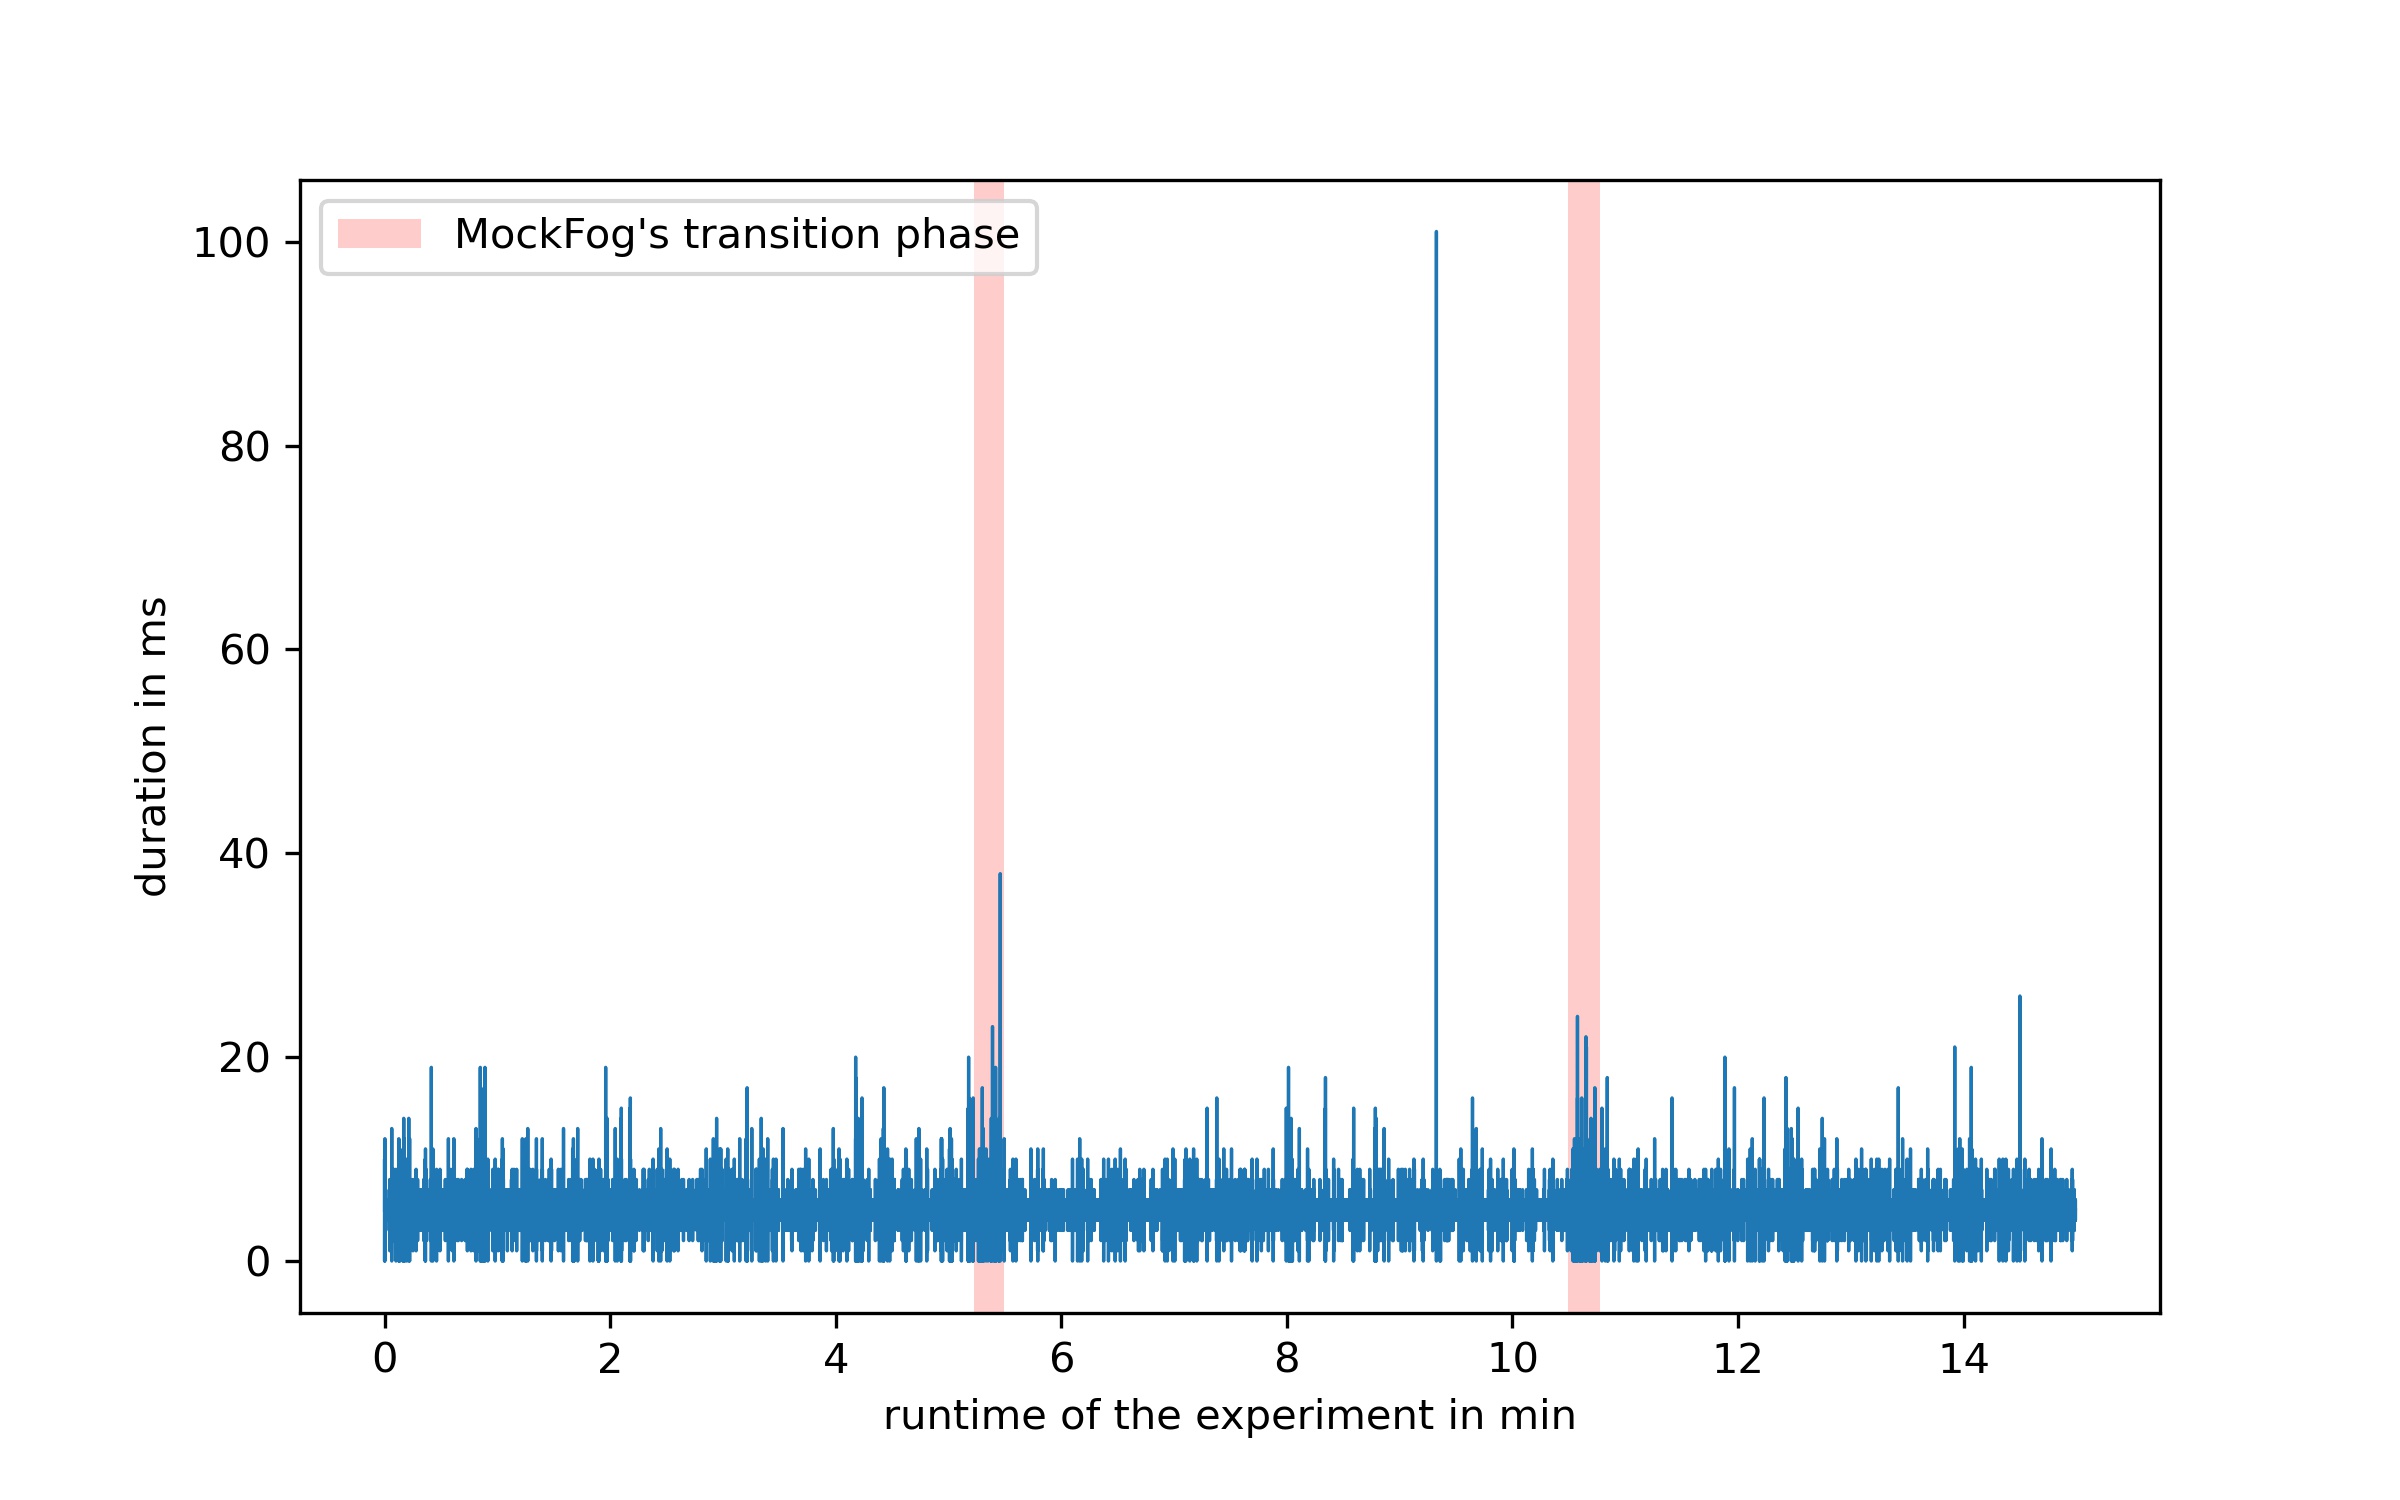 MockFog's transition phase
100
80
60
40
20
0
duration in ms
0 2 4 6 8 10 12 14
runtime of the experiment in min